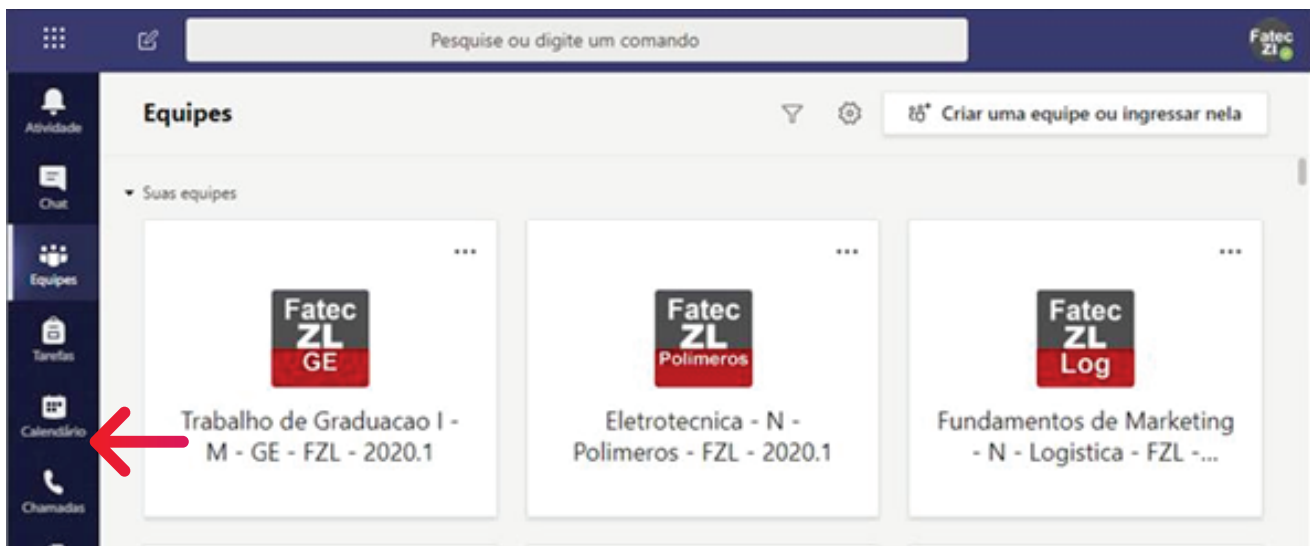 Pesquise ou digite um comando
Fatec
Zl
Atividade
Chat
Equipes
Tarefas
Calendário
Chamadas
Equipes
Criar uma equipe ou ingressar nela
Suas equipes
Fatec
ZL
GE
Trabalho de Graduacao I -
M - GE - FZL - 2020.1
Fatec
ZL
Polimeros
Eletrotecnica - N -
Polimeros - FZL - 2020.1
Fatec
ZL
Log
Fundamentos de Marketing
- N - Logistica - FZL -...